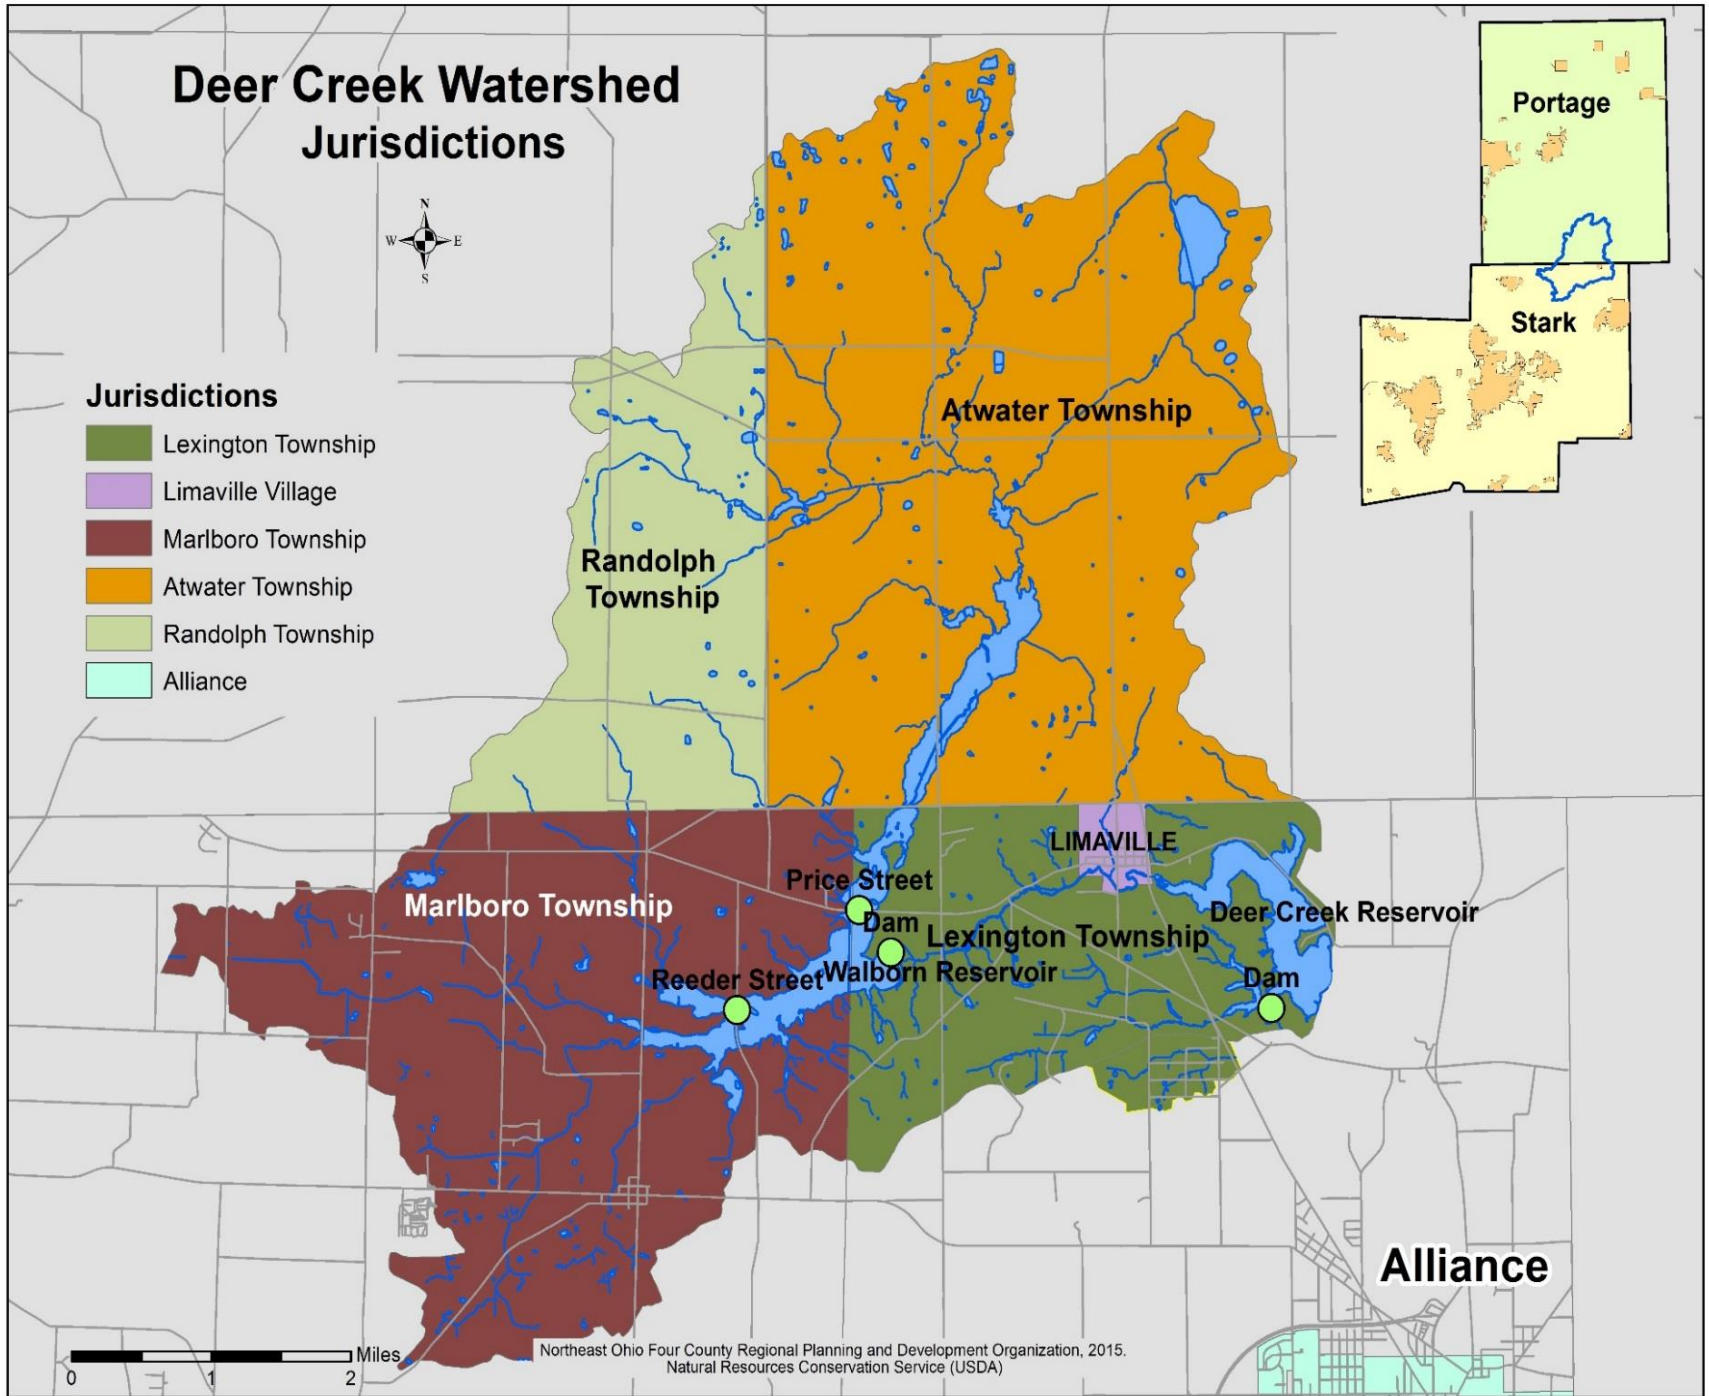 Deer Creek Watershed
Jurisdictions
N
W
E
S
Portage
Stark
Jurisdictions
Lexington Township
Limaville Village
Marlboro Township
Atwater Township
Randolph Township
Alliance
Atwater Township
Randolph
Township
LIMAVILLE
Price Street
Marlboro Township
Dam
Lexington Township
Deer Creek Reservoir
Reeder Street
Walborn Reservoir
Dam
Alliance
Miles
0
1
2
Northeast Ohio Four County Regional Planning and Development Organization, 2015.
Natural Resources Conservation Service (USDA)